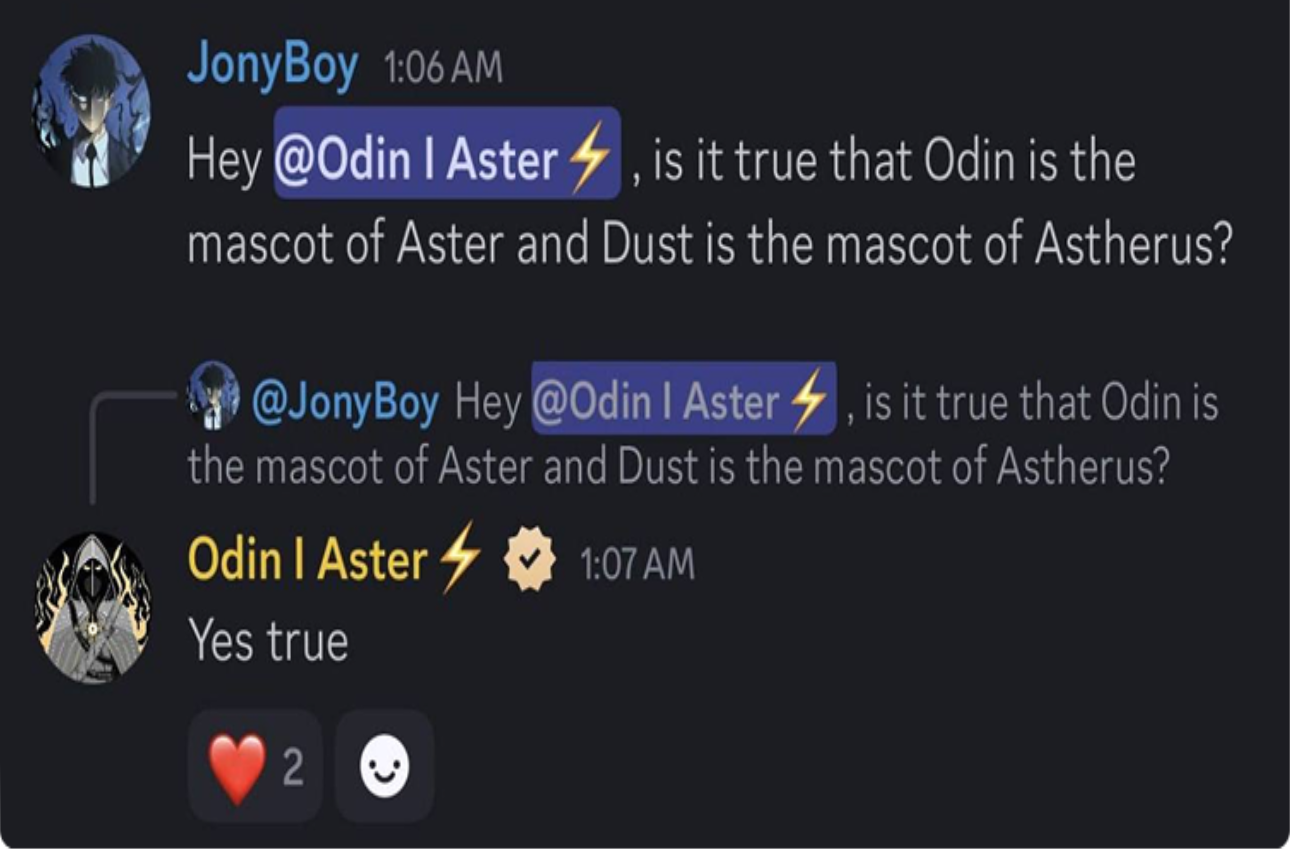 JonyBoy 1:06 AM
Hey @Odin I Aster⚡ , is it true that Odin is the
mascot of Aster and Dust is the mascot of Astherus?
@JonyBoy Hey @Odin I Aster⚡ , is it true that Odin is
the mascot of Aster and Dust is the mascot of Astherus?
Odin I Aster⚡ 1:07 AM
Yes true
❤️ 2